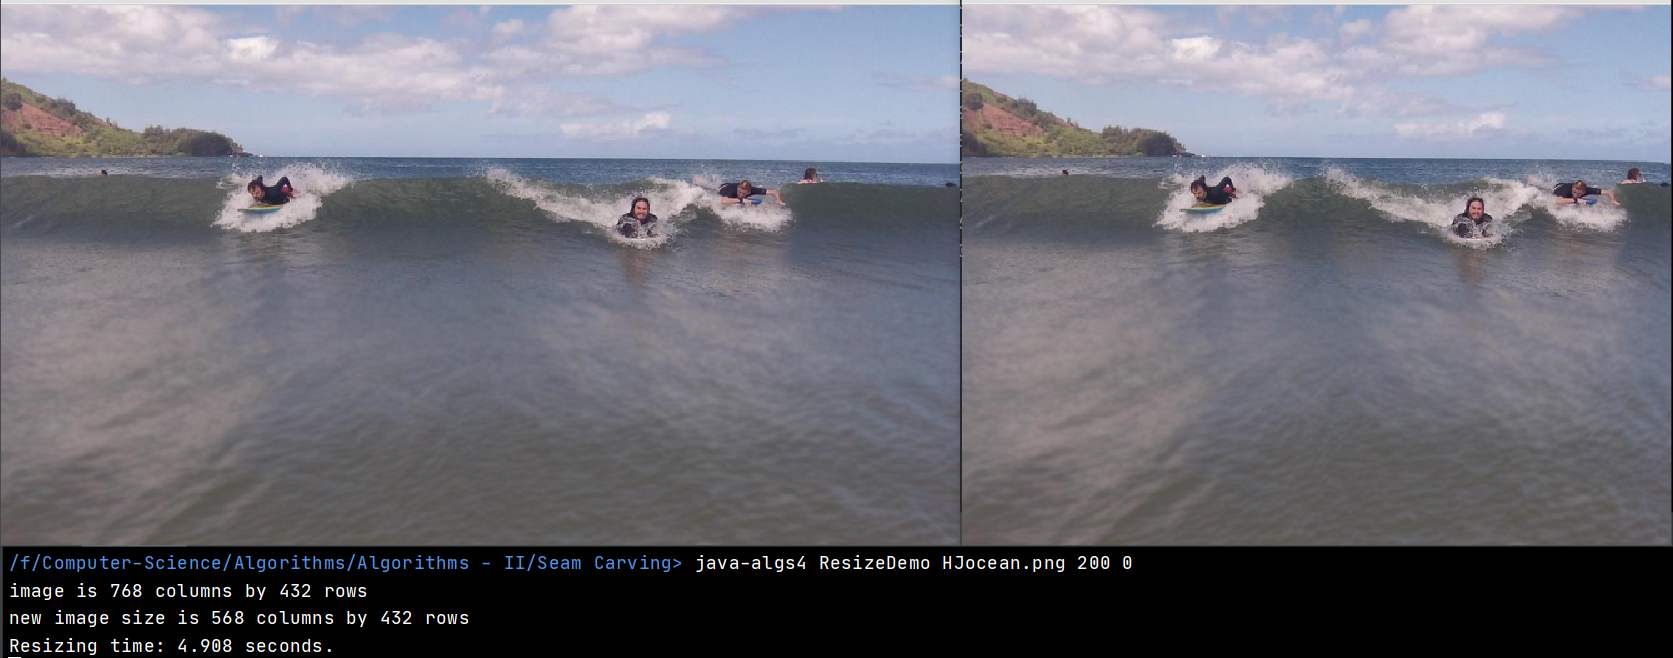 /f/Computer-Science/Algorithms/Algorithms - II/Seam Carving> java-algs4 ResizeDemo HJocean.png 200 0
image is 768 columns by 432 rows
new image size is 568 columns by 432 rows
Resizing time: 4.908 seconds.